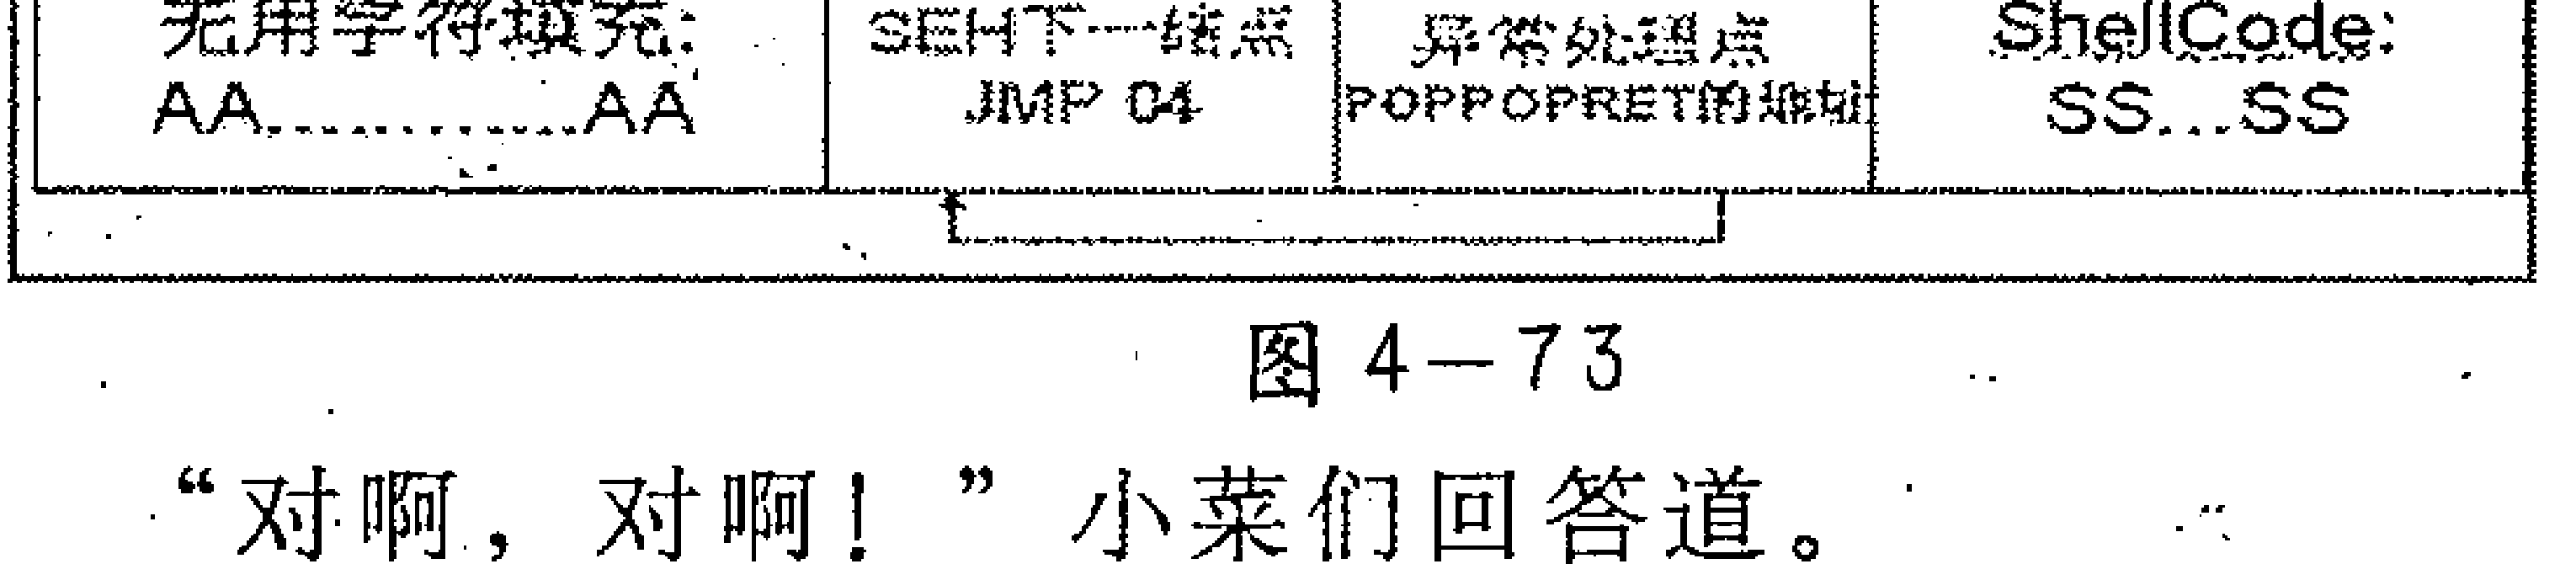 无用字符填充: SEH下一结点 异常处理点 ShellCode:
AA............AA JMP 04 POPPOPRET的地址 SS...SS
图 4－73
“对啊，对啊！”小菜们回答道。